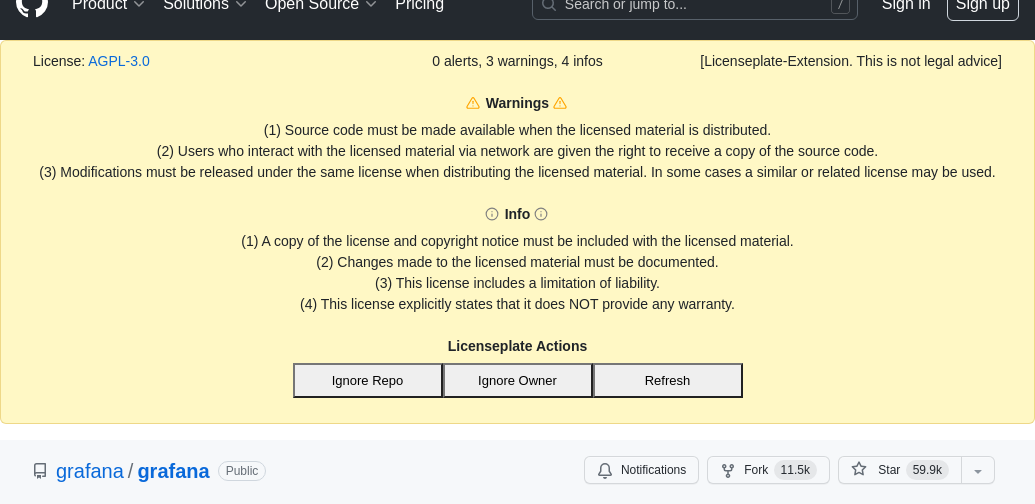 Product Solutions Open Source Pricing Search or jump to... / Sign in Sign up
License: AGPL-3.0 0 alerts, 3 warnings, 4 infos [Licenseplate-Extension. This is not legal advice]
Warnings
(1) Source code must be made available when the licensed material is distributed.
(2) Users who interact with the licensed material via network are given the right to receive a copy of the source code.
(3) Modifications must be released under the same license when distributing the licensed material. In some cases a similar or related license may be used.
Info
(1) A copy of the license and copyright notice must be included with the licensed material.
(2) Changes made to the licensed material must be documented.
(3) This license includes a limitation of liability.
(4) This license explicitly states that it does NOT provide any warranty.
Licenseplate Actions
Ignore Repo Ignore Owner Refresh
grafana / grafana Public Notifications Fork 11.5k Star 59.9k